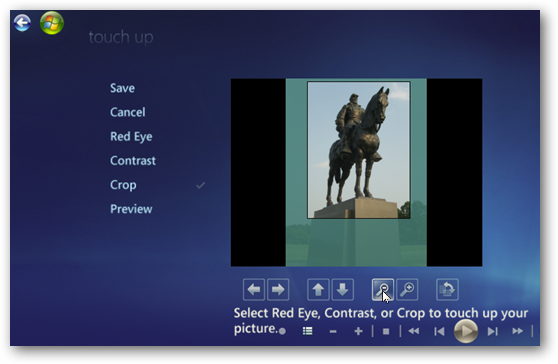 touch up
Save
Cancel
Red Eye
Contrast
Crop
Preview
Select Red Eye, Contrast, or Crop to touch up your
picture.